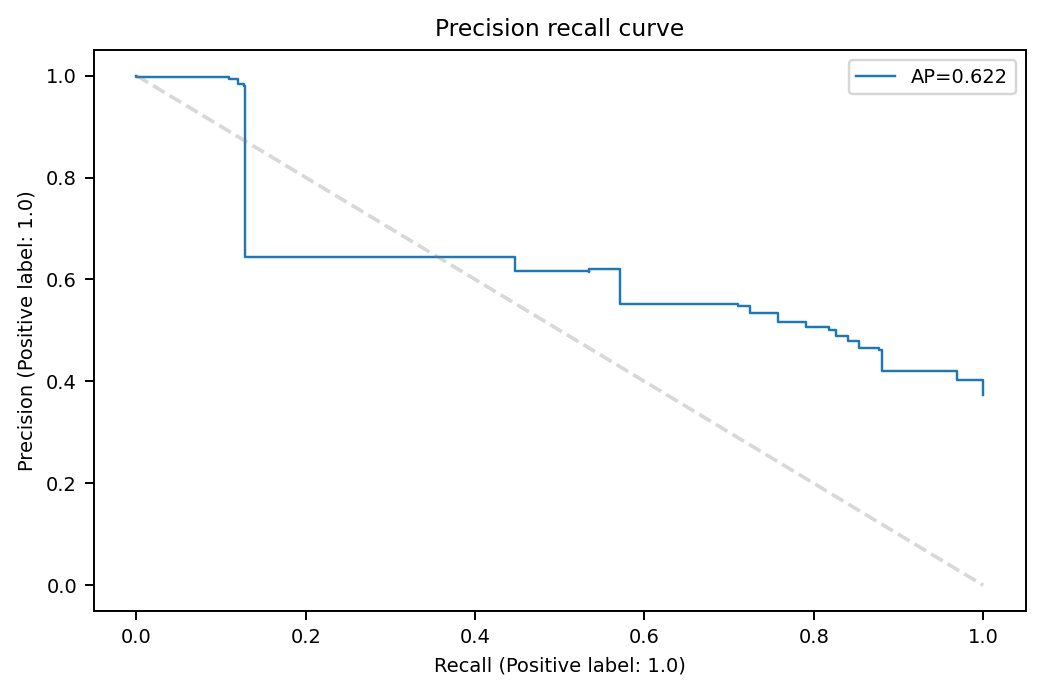 Precision recall curve
AP=0.622
Precision (Positive label: 1.0)
1.0
0.8
0.6
0.4
0.2
0.0
0.0 0.2 0.4 0.6 0.8 1.0
Recall (Positive label: 1.0)